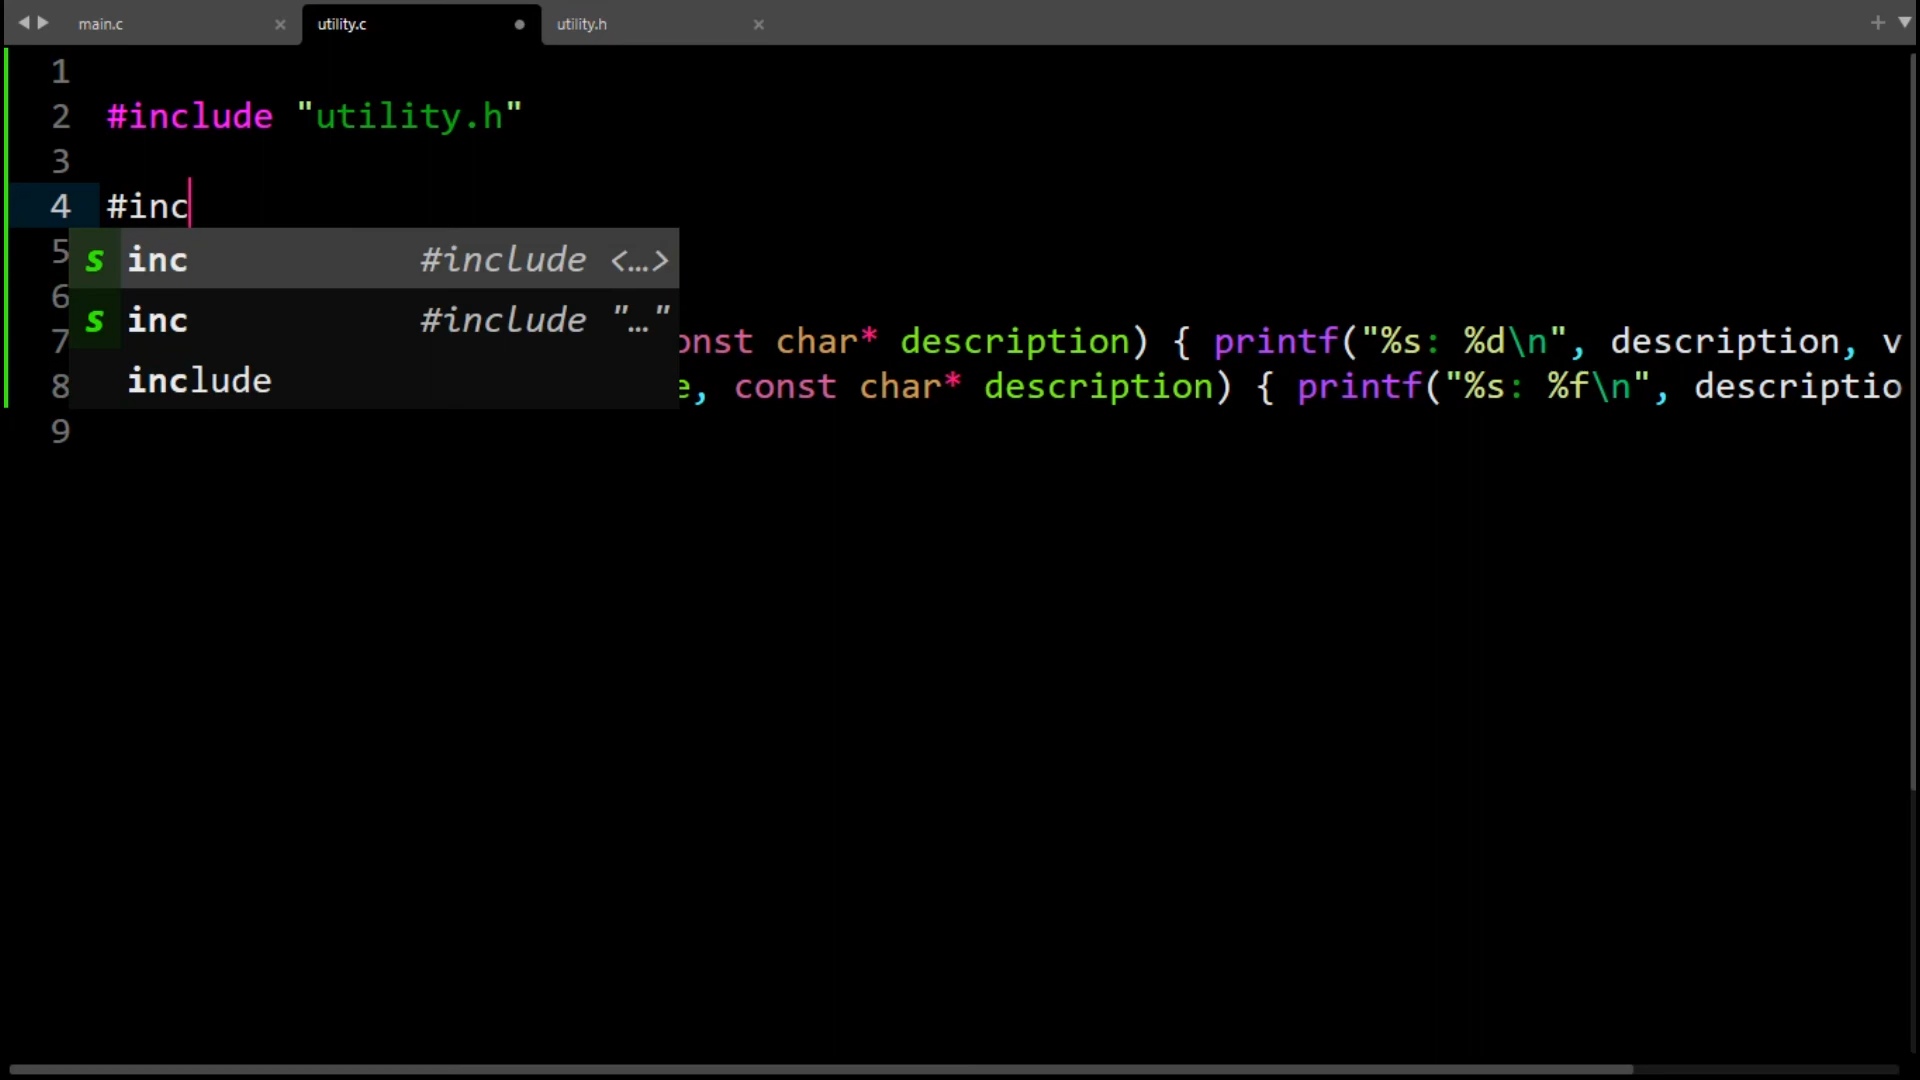 main.c utility.c utility.h
1
2 #include "utility.h"
3
4 #inc
5 s inc #include <…>
6 s inc #include "…"
7 onst char* description) { printf("%s: %d\n", description, v
include
8 e, const char* description) { printf("%s: %f\n", descriptio
9